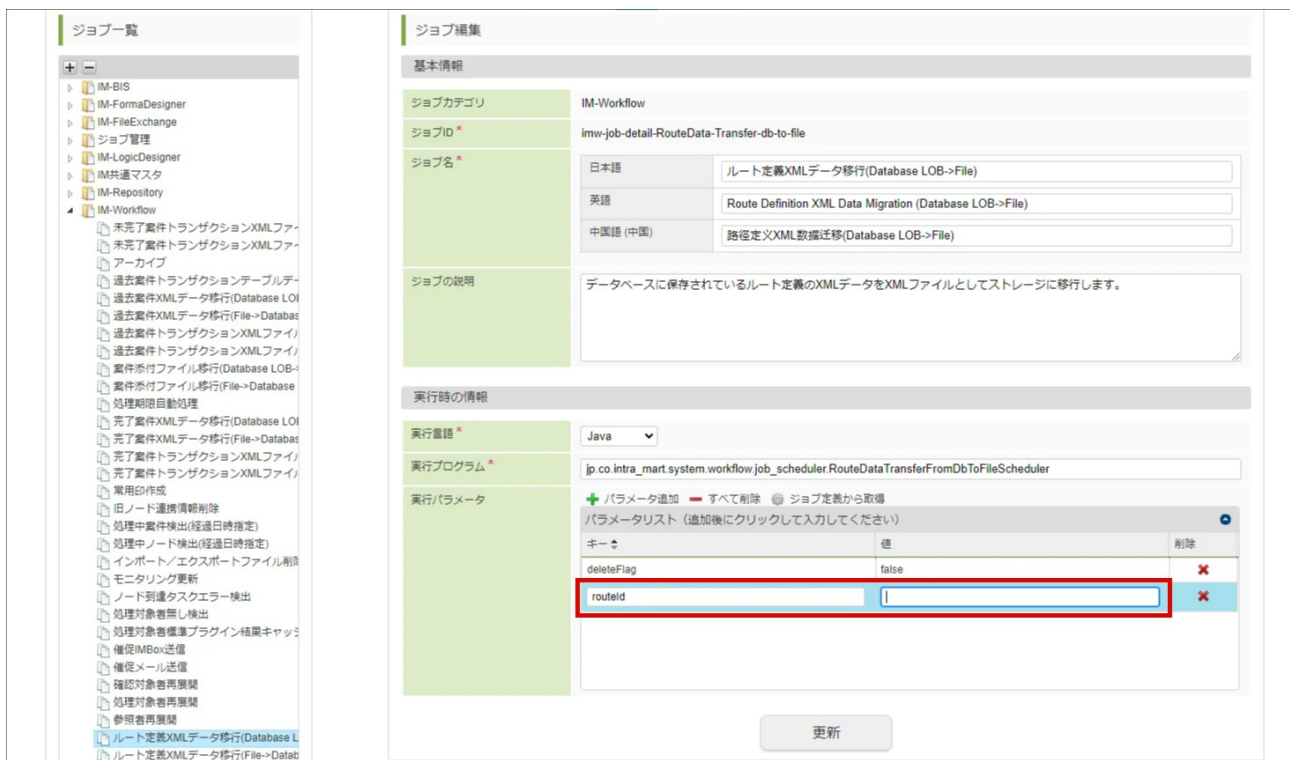 ジョブ一覧
IM-BIS
IM-FormaDesigner
IM-FileExchange
ジョブ管理
IM-LogicDesigner
IM共通マスタ
IM-Repository
IM-Workflow
未完了案件トランザクションXMLファ
未完了案件トランザクションXMLファ
アーカイブ
過去案件トランザクションテーブルデー
過去案件XMLデータ移行(Database LO
過去案件XMLデータ移行(File->Databas
過去案件トランザクションXMLファイ
過去案件トランザクションXMLファイ
案件添付ファイル移行(Database LOB-
案件添付ファイル移行(File->Database
処理期限自動処理
完了案件XMLデータ移行(Database LO
完了案件XMLデータ移行(File->Databas
完了案件トランザクションXMLファイ
完了案件トランザクションXMLファイ
常用印作成
旧ノード連携情報削除
処理中案件検出(経過日時指定)
処理中ノード検出(経過日時指定)
インポート／エクスポートファイル削
モニタリング更新
ノード到達タスクエラー検出
処理対象者無し検出
処理対象者標準プラグイン結果キャッシ
催促IMBox送信
催促メール送信
確認対象者再展開
処理対象者再展開
参照者再展開
ルート定義XMLデータ移行(Database L
ルート定義XMLデータ移行(File->Datab
ジョブ編集
基本情報
ジョブカテゴリ IM-Workflow
ジョブID* imw-job-detail-RouteData-Transfer-db-to-file
ジョブ名* 日本語 ルート定義XMLデータ移行(Database LOB->File)
英語 Route Definition XML Data Migration (Database LOB->File)
中国語 (中国) 路径定义XML数据迁移(Database LOB->File)
ジョブの説明 データベースに保存されているルート定義のXMLデータをXMLファイルとしてストレージに移行します。
実行時の情報
実行言語* Java
実行プログラム* jp.co.intra_mart.system.workflow.job_scheduler.RouteDataTransferFromDbToFileScheduler
実行パラメータ パラメータ追加 すべて削除 ジョブ定義から取得
パラメータリスト（追加後にクリックして入力してください）
キー 値 削除
deleteFlag false
routeId
更新